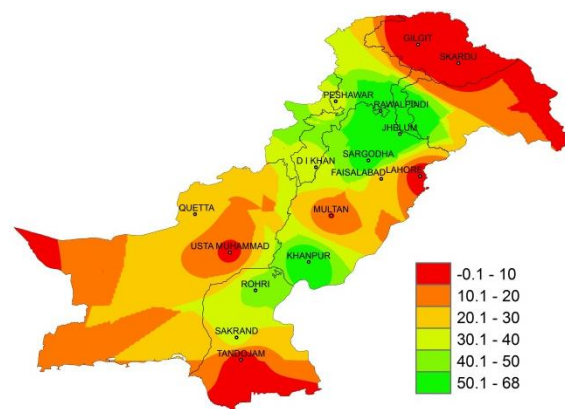 GILGIT
SKARDU
PESHAWAR
RAWALPINDI
JHELUM
SARGODHA
D I KHAN
FAISALABAD
LAHORE
QUETTA
MULTAN
USTA MUHAMMAD
KHANPUR
ROHRI
SAKRAND
TANDOJAM
-0.1 - 10
10.1 - 20
20.1 - 30
30.1 - 40
40.1 - 50
50.1 - 68